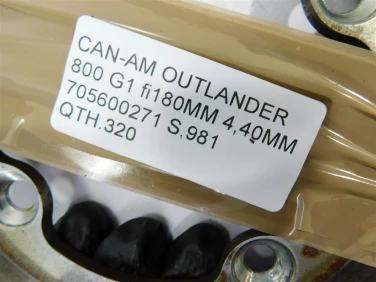 CAN-AM OUTLANDER
800 G1 fi180MM 4,40MM
705600271 S.981
QTH.320